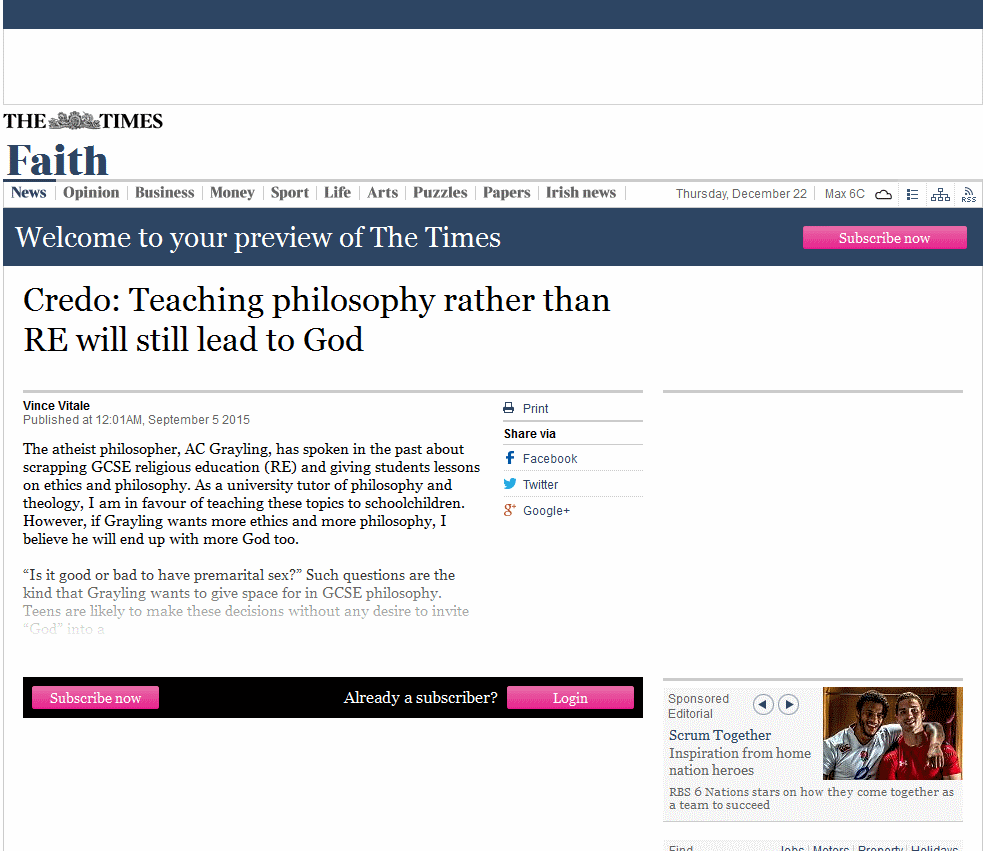 THE TIMES
Faith
News Opinion Business Money Sport Life Arts Puzzles Papers Irish news Thursday, December 22 Max 6C RSS
Welcome to your preview of The Times Subscribe now
Credo: Teaching philosophy rather than
RE will still lead to God
Vince Vitale
Published at 12:01AM, September 5 2015
The atheist philosopher, AC Grayling, has spoken in the past about
scrapping GCSE religious education (RE) and giving students lessons
on ethics and philosophy. As a university tutor of philosophy and
theology, I am in favour of teaching these topics to schoolchildren.
However, if Grayling wants more ethics and more philosophy, I
believe he will end up with more God too.
“Is it good or bad to have premarital sex?” Such questions are the
kind that Grayling wants to give space for in GCSE philosophy.
Teens are likely to make these decisions without any desire to invite
“God” into a
Print
Share via
Facebook
Twitter
Google+
Subscribe now Already a subscriber? Login
Sponsored
Editorial
Scrum Together
Inspiration from home
nation heroes
RBS 6 Nations stars on how they come together as
a team to succeed
Find Jobs Motors Property Holidays